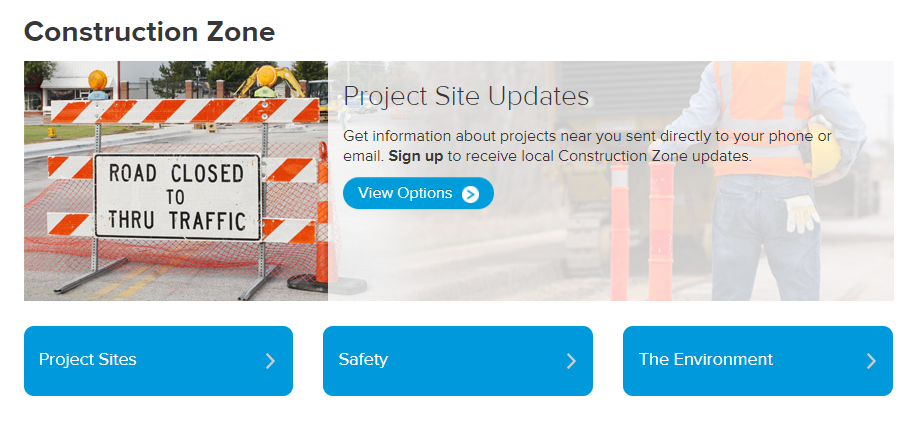 Construction Zone
ROAD CLOSED
TO
THRU TRAFFIC
Project Site Updates
Get information about projects near you sent directly to your phone or
email. Sign up to receive local Construction Zone updates.
View Options
Project Sites
Safety
The Environment